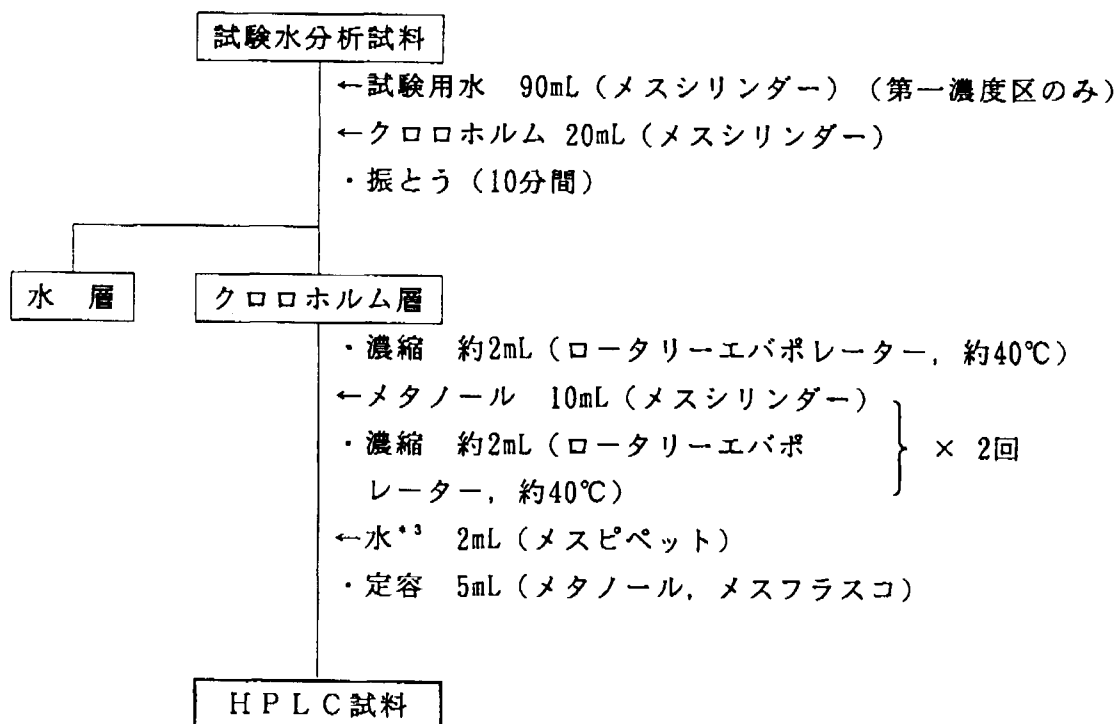 試験水分析試料
←試験用水 90mL（メスシリンダー）（第一濃度区のみ）
←クロロホルム 20mL（メスシリンダー）
・振とう（10分間）
水 層
クロロホルム層
・濃縮 約2mL（ロータリーエバポレーター, 約40℃）
←メタノール 10mL（メスシリンダー）
・濃縮 約2mL（ロータリーエバポ
レーター, 約40℃）
× 2回
←水*3 2mL（メスピペット）
・定容 5mL（メタノール, メスフラスコ）
ＨＰＬＣ試料